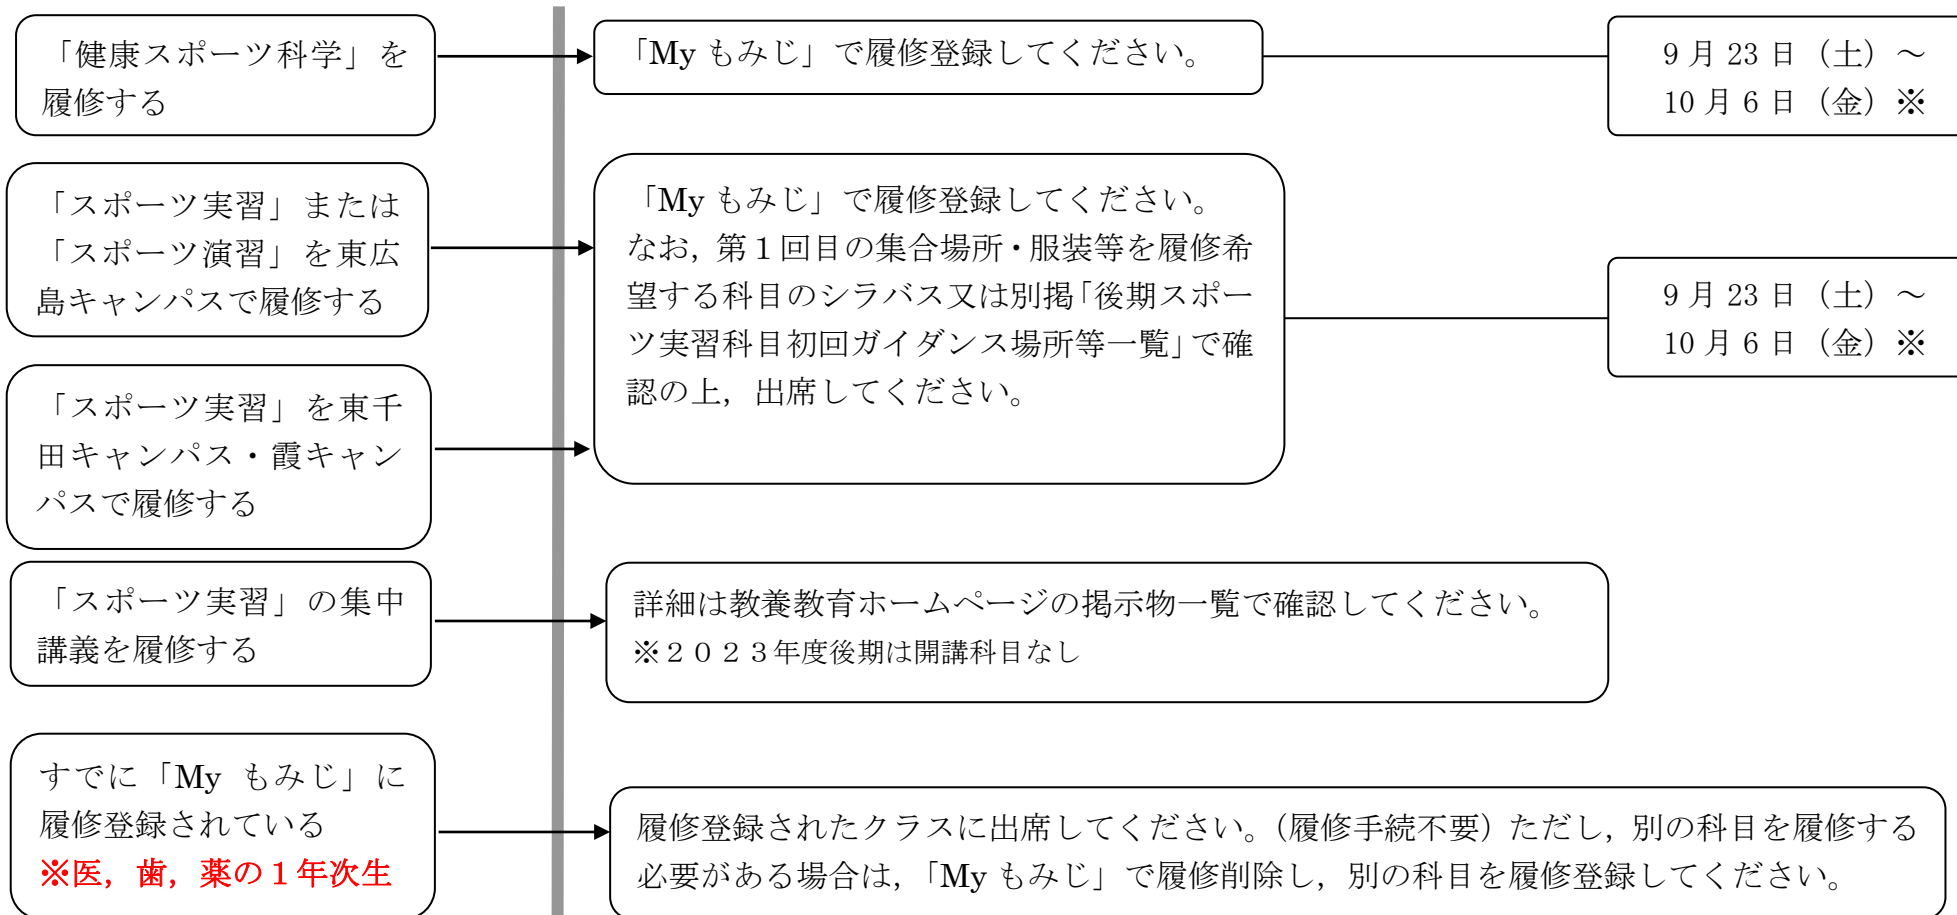 「健康スポーツ科学」を
履修する
「My もみじ」で履修登録してください。
9 月 23 日（土）～
10 月 6 日（金）※
「スポーツ実習」または
「スポーツ演習」を東広
島キャンパスで履修する
「My もみじ」で履修登録してください。
なお，第１回目の集合場所・服装等を履修希
望する科目のシラバス又は別掲「後期スポー
ツ実習科目初回ガイダンス場所等一覧」で確
認の上，出席してください。
9 月 23 日（土）～
10 月 6 日（金）※
「スポーツ実習」を東千
田キャンパス・霞キャン
パスで履修する
「スポーツ実習」の集中
講義を履修する
詳細は教養教育ホームページの掲示物一覧で確認してください。
※２０２３年度後期は開講科目なし
すでに「My もみじ」に
履修登録されている
※医，歯，薬の１年次生
履修登録されたクラスに出席してください。（履修手続不要）ただし，別の科目を履修する
必要がある場合は，「My もみじ」で履修削除し，別の科目を履修登録してください。